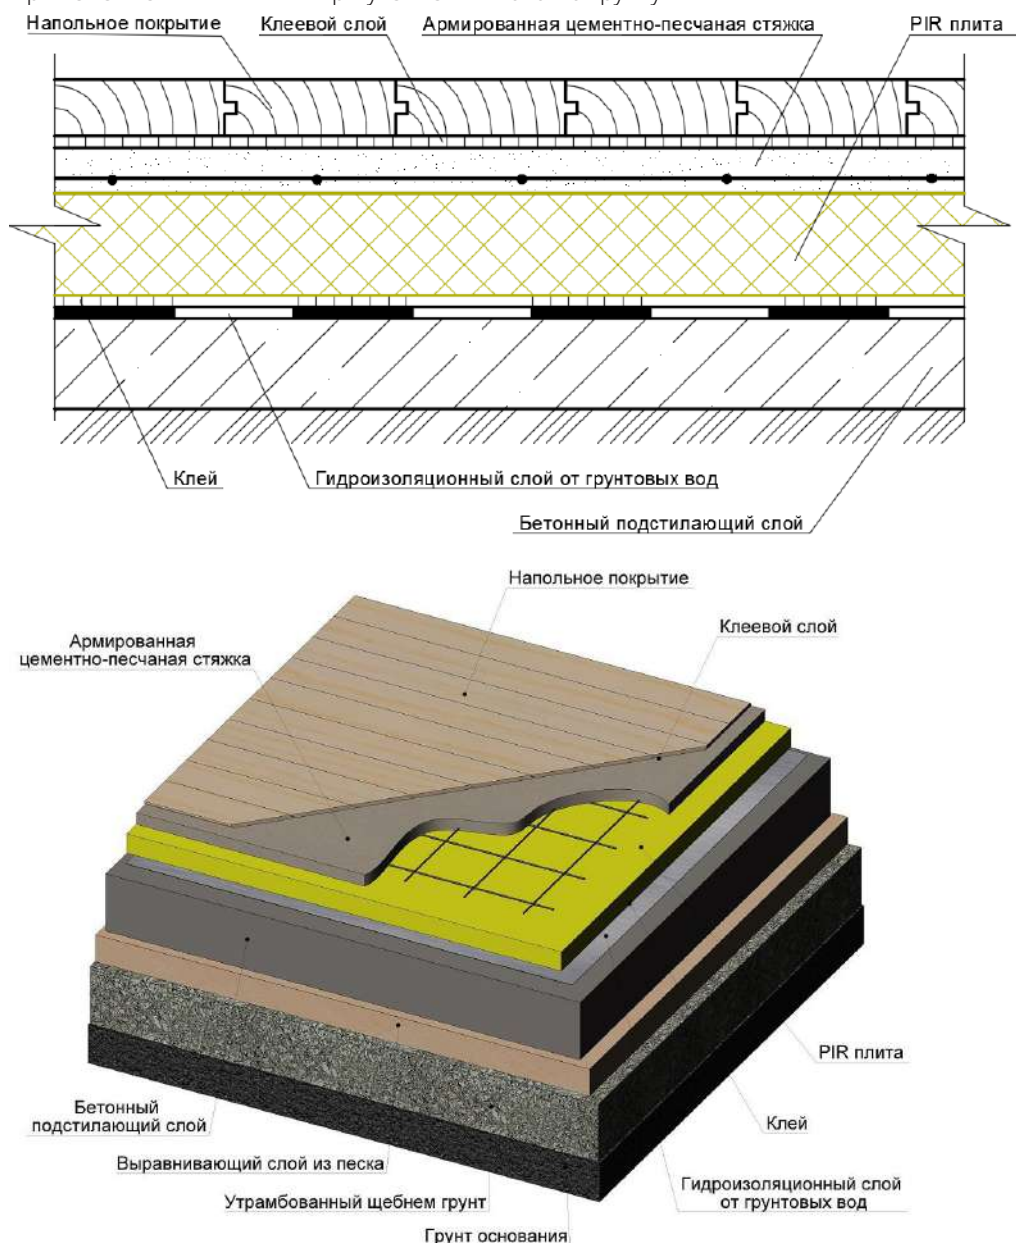 Напольное покрытие Клеевой слой Армированная цементно-песчаная стяжка PIR плита
Клей Гидроизоляционный слой от грунтовых вод
Бетонный подстилающий слой
Напольное покрытие
Клеевой слой
Армированная
цементно-песчаная стяжка
PIR плита
Бетонный
подстилающий слой
Клей
Выравнивающий слой из песка
Гидроизоляционный слой
от грунтовых вод
Утрамбованный щебнем грунт
Грунт основания